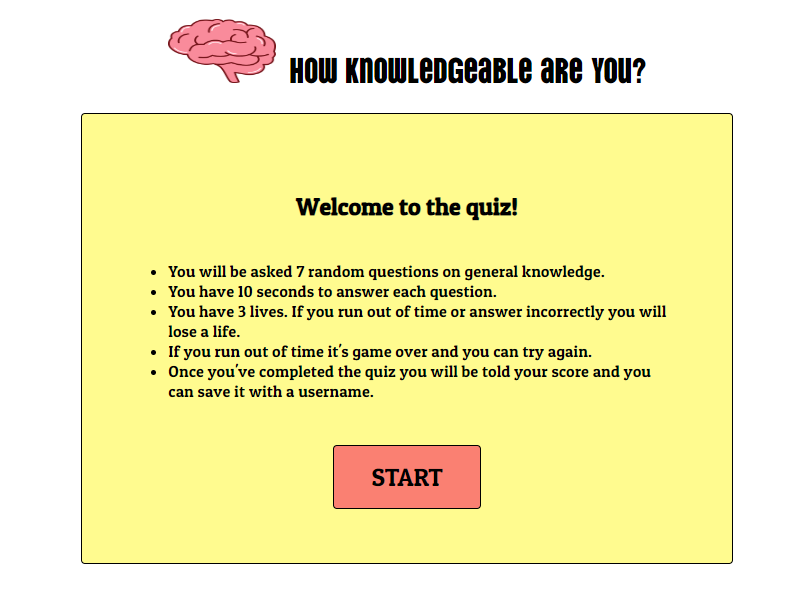 How Knowledgeable are you?
Welcome to the quiz!
• You will be asked 7 random questions on general knowledge.
• You have 10 seconds to answer each question.
• You have 3 lives. If you run out of time or answer incorrectly you will
lose a life.
• If you run out of time it's game over and you can try again.
• Once you've completed the quiz you will be told your score and you
can save it with a username.
START